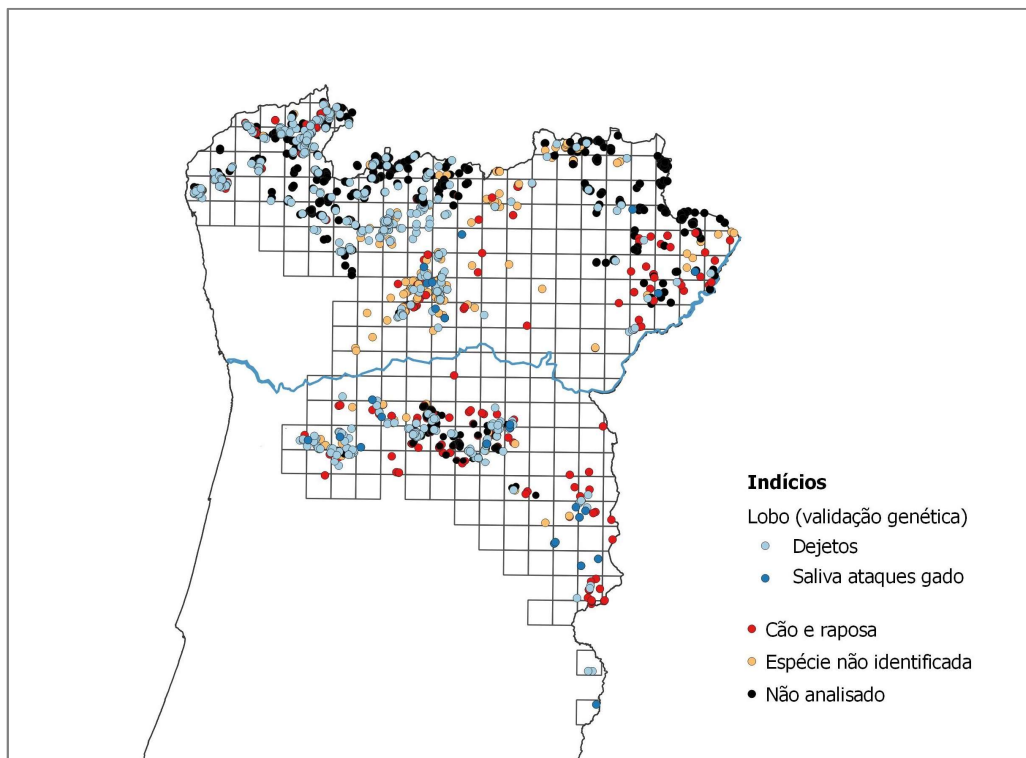 Indícios
Lobo (validação genética)
Dejetos
Saliva ataques gado
Cão e raposa
Espécie não identificada
Não analisado